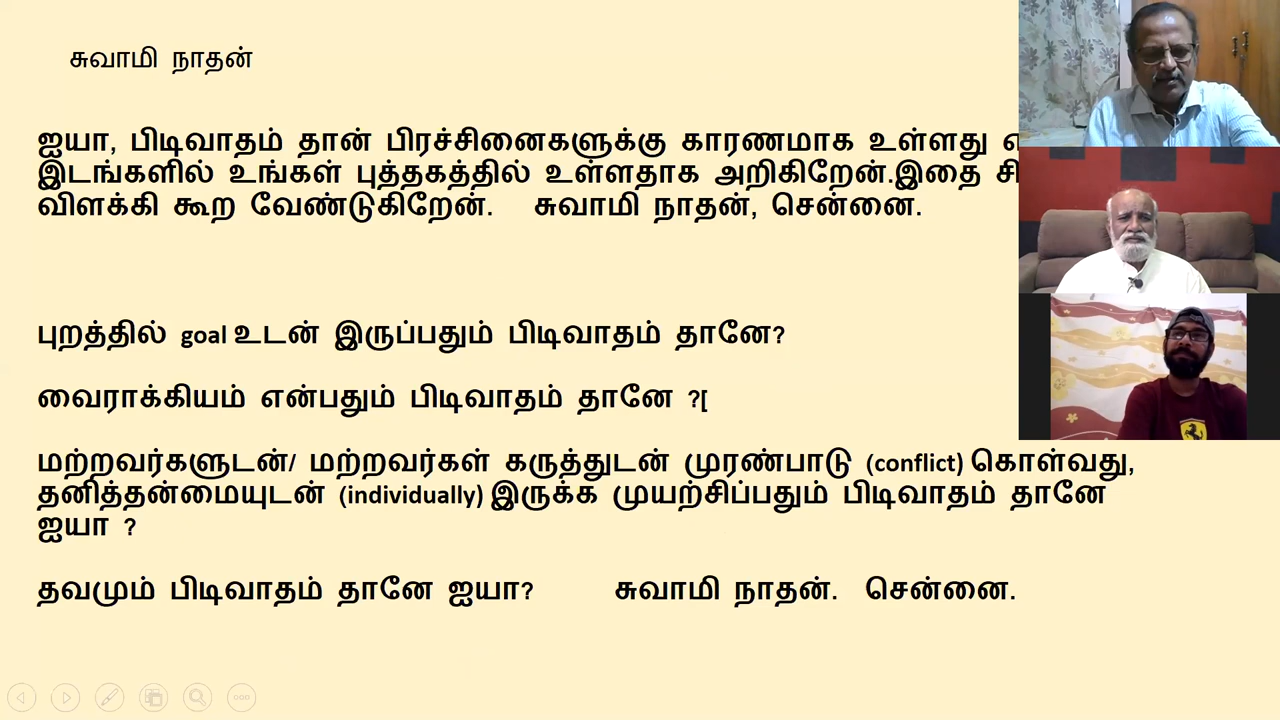 சுவாமி நாதன்
ஐயா, பிடிவாதம் தான் பிரச்சினைகளுக்கு காரணமாக உள்ளது
இடங்களில் உங்கள் புத்தகத்தில் உள்ளதாக அறிகிறேன்.இதை
விளக்கி கூற வேண்டுகிறேன். சுவாமி நாதன், சென்னை.
புறத்தில் goal உடன் இருப்பதும் பிடிவாதம் தானே?
வைராக்கியம் என்பதும் பிடிவாதம் தானே ?[
மற்றவர்களுடன்/ மற்றவர்கள் கருத்துடன் முரண்பாடு (conflict) கொள்வது,
தனித்தன்மையுடன் (individually) இருக்க முயற்சிப்பதும் பிடிவாதம் தானே
ஐயா ?
தவமும் பிடிவாதம் தானே ஐயா? சுவாமி நாதன். சென்னை.